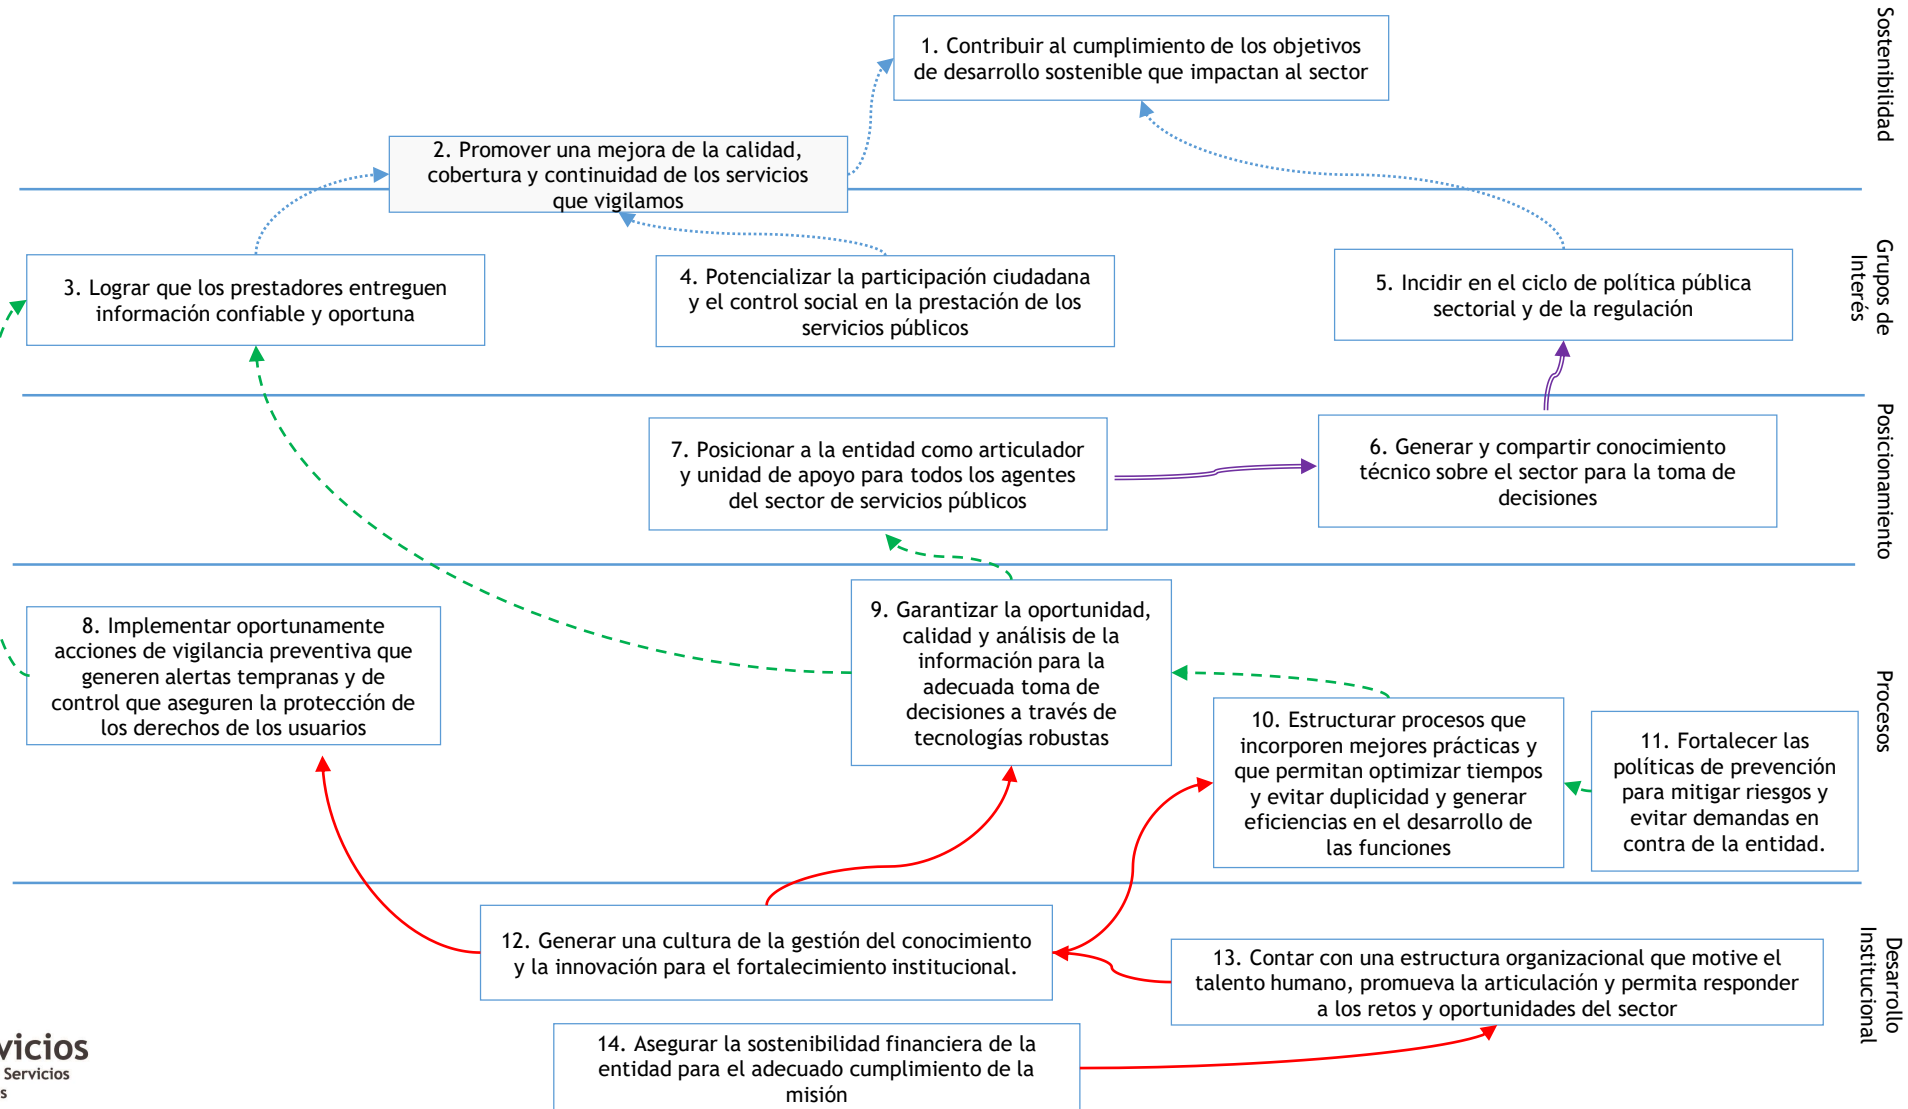 Sostenibilidad
1. Contribuir al cumplimiento de los objetivos
de desarrollo sostenible que impactan al sector
2. Promover una mejora de la calidad,
cobertura y continuidad de los servicios
que vigilamos
Grupos de
Interés
3. Lograr que los prestadores entreguen
información confiable y oportuna
4. Potencializar la participación ciudadana
y el control social en la prestación de los
servicios públicos
5. Incidir en el ciclo de política pública
sectorial y de la regulación
Posicionamiento
7. Posicionar a la entidad como articulador
y unidad de apoyo para todos los agentes
del sector de servicios públicos
6. Generar y compartir conocimiento
técnico sobre el sector para la toma de
decisiones
Procesos
8. Implementar oportunamente
acciones de vigilancia preventiva que
generen alertas tempranas y de
control que aseguren la protección de
los derechos de los usuarios
9. Garantizar la oportunidad,
calidad y análisis de la
información para la
adecuada toma de
decisiones a través de
tecnologías robustas
10. Estructurar procesos que
incorporen mejores prácticas y
que permitan optimizar tiempos
y evitar duplicidad y generar
eficiencias en el desarrollo de
las funciones
11. Fortalecer las
políticas de prevención
para mitigar riesgos y
evitar demandas en
contra de la entidad.
Desarrollo
Institucional
12. Generar una cultura de la gestión del conocimiento
y la innovación para el fortalecimiento institucional.
13. Contar con una estructura organizacional que motive el
talento humano, promueva la articulación y permita responder
a los retos y oportunidades del sector
14. Asegurar la sostenibilidad financiera de la
entidad para el adecuado cumplimiento de la
misión
vicios
Servicios
s